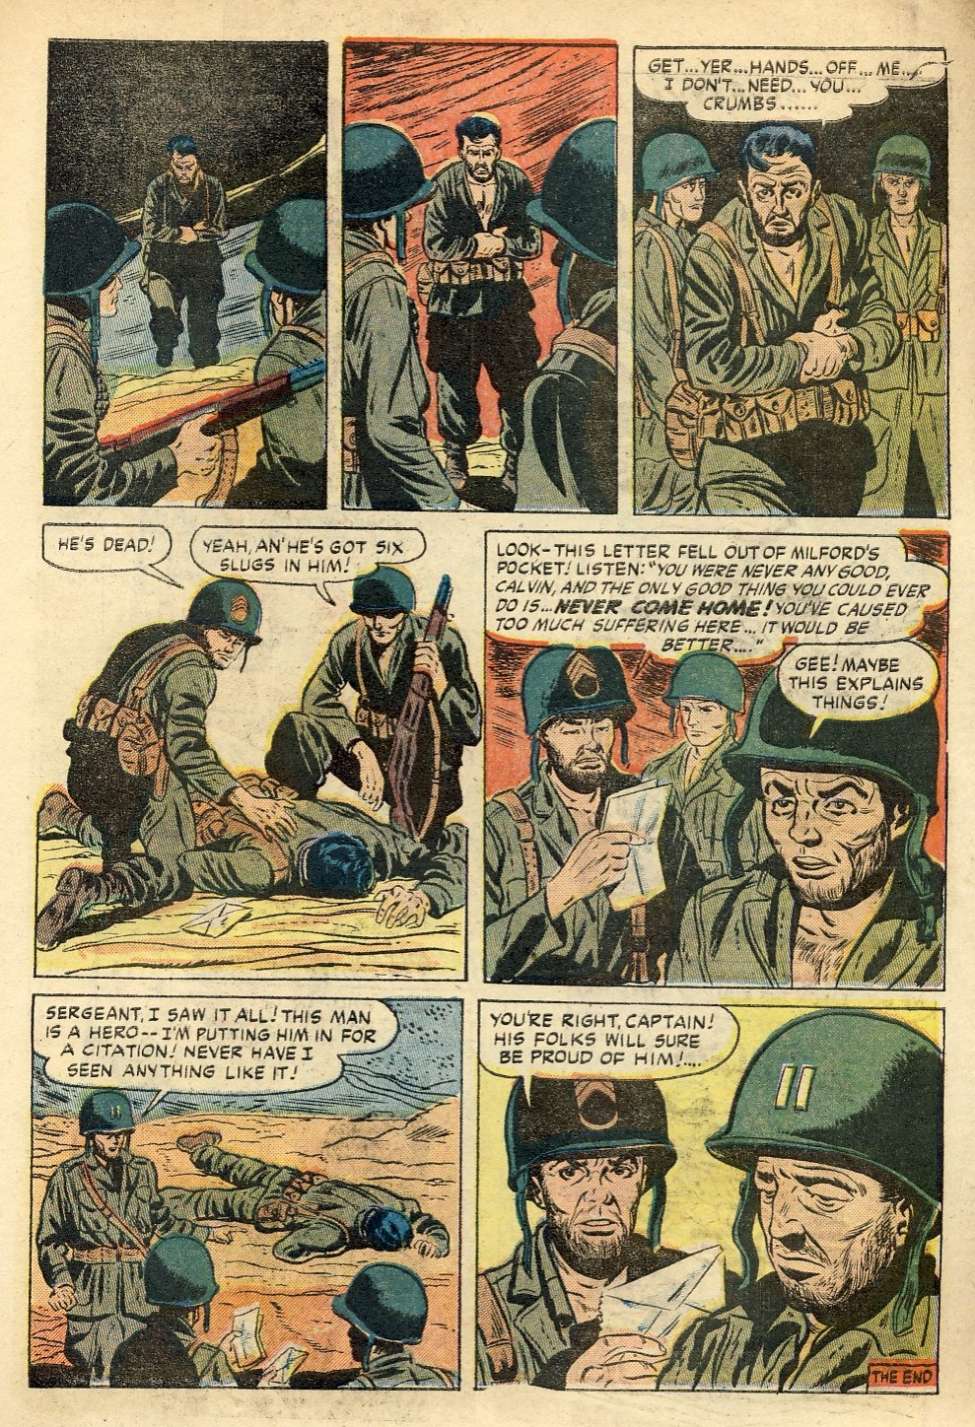 GET...YER...HANDS...OFF...ME....
I DON'T...NEED...YOU...
CRUMBS......
HE'S DEAD!
YEAH, AN' HE'S GOT SIX
SLUGS IN HIM!
LOOK-THIS LETTER FELL OUT OF MILFORD'S
POCKET! LISTEN: "YOU WERE NEVER ANY GOOD,
CALVIN, AND THE ONLY GOOD THING YOU COULD EVER
DO IS... NEVER COME HOME! YOU'VE CAUSED
TOO MUCH SUFFERING HERE... IT WOULD BE
BETTER...."
GEE! MAYBE
THIS EXPLAINS
THINGS!
SERGEANT, I SAW IT ALL! THIS MAN
IS A HERO--I'M PUTTING HIM IN FOR
A CITATION! NEVER HAVE I
SEEN ANYTHING LIKE IT!
YOU'RE RIGHT, CAPTAIN!
HIS FOLKS WILL SURE
BE PROUD OF HIM!....
THE END